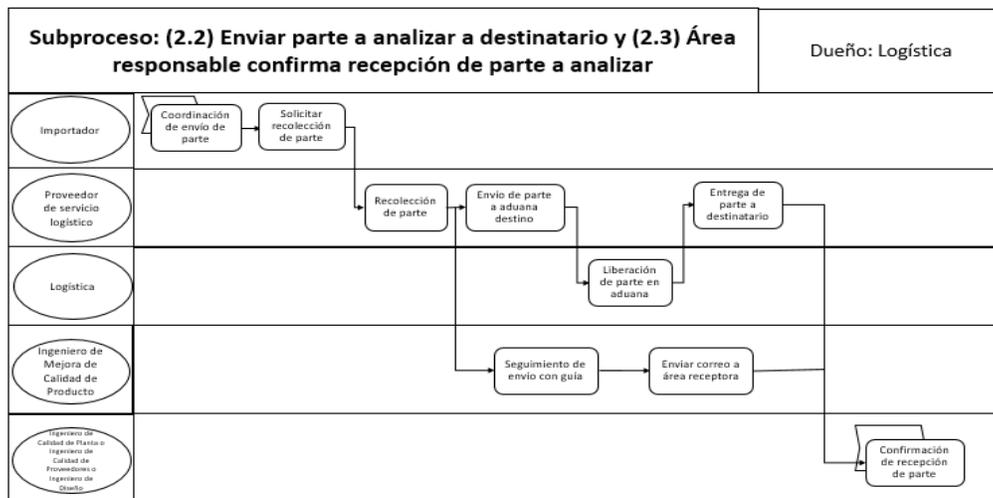 Subproceso: (2.2) Enviar parte a analizar a destinatario y (2.3) Área
responsable confirma recepción de parte a analizar
Dueño: Logística
Importador
Coordinación
de envío de
parte
Solicitar
recolección
de parte
Proveedor
de servicio
logístico
Recolección
de parte
Envío de parte
a aduana
destino
Entrega de
parte a
destinatario
Logística
Liberación
de parte en
aduana
Ingeniero de
Mejora de
Calidad de
Producto
Seguimiento de
envío con guía
Enviar correo a
área receptora
Ingeniero de
Calidad de Planta o
Ingeniero de
Calidad de
Proveedores o
Ingeniero de
Diseño
Confirmación
de recepción
de parte